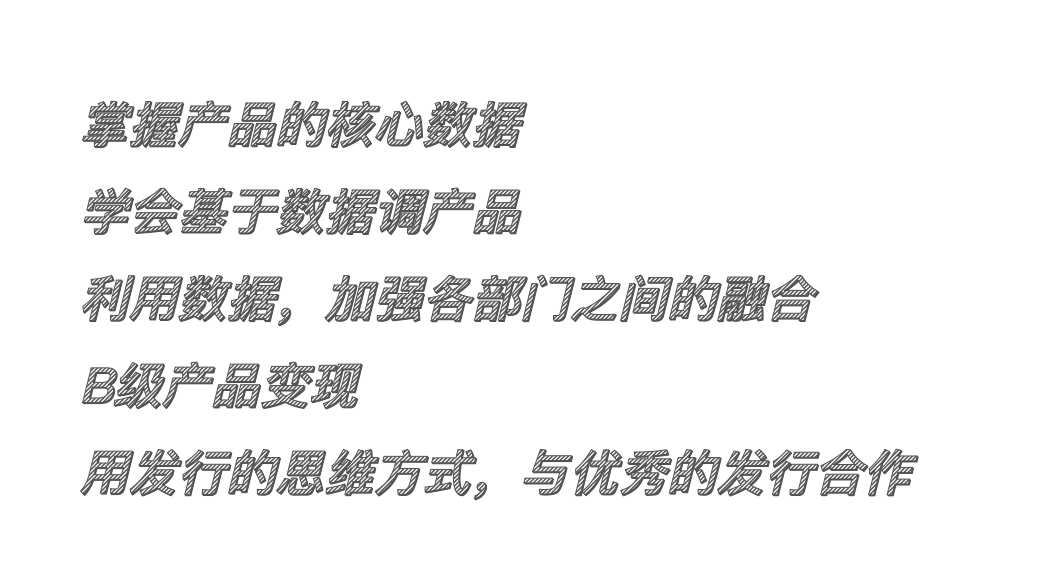 掌握产品的核心数据
学会基于数据调产品
利用数据，加强各部门之间的融合
B级产品变现
用发行的思维方式，与优秀的发行合作